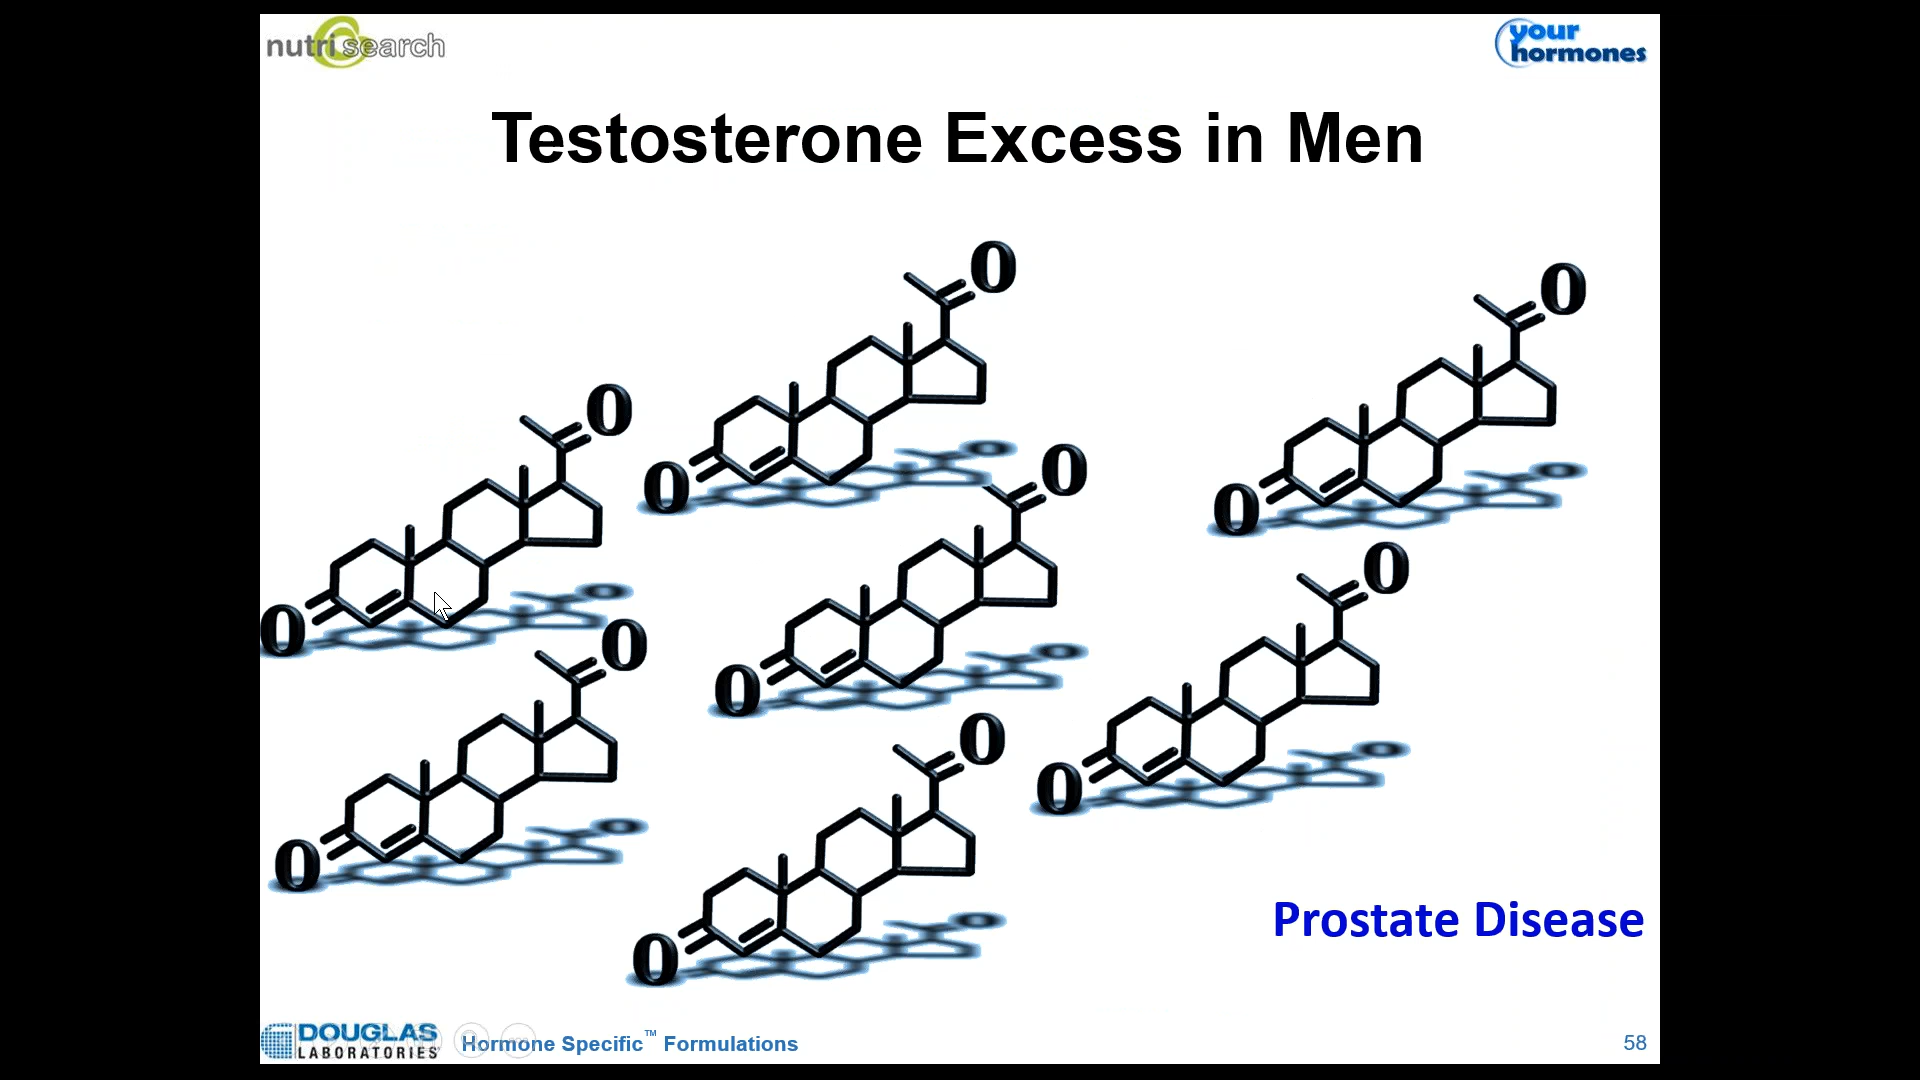 nutrisearch
your
hormones
Testosterone Excess in Men
O
O
O
O
O
O
O
O
O
O
O
O
O
O
Prostate Disease
DOUGLAS
LABORATORIES
Hormone Specific™ Formulations
58